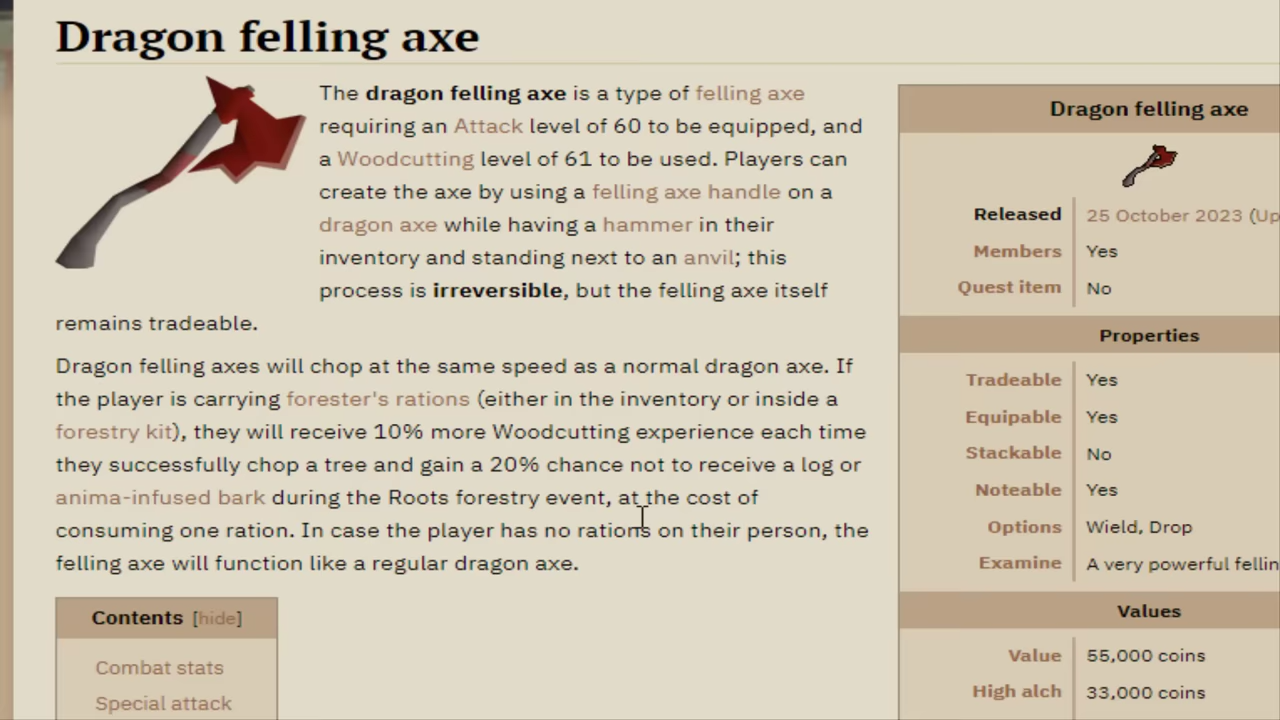 Dragon felling axe
The dragon felling axe is a type of felling axe
requiring an Attack level of 60 to be equipped, and
a Woodcutting level of 61 to be used. Players can
create the axe by using a felling axe handle on a
dragon axe while having a hammer in their
inventory and standing next to an anvil; this
process is irreversible, but the felling axe itself
remains tradeable.
Dragon felling axes will chop at the same speed as a normal dragon axe. If
the player is carrying forester's rations (either in the inventory or inside a
forestry kit), they will receive 10% more Woodcutting experience each time
they successfully chop a tree and gain a 20% chance not to receive a log or
anima-infused bark during the Roots forestry event, at the cost of
consuming one ration. In case the player has no rations on their person, the
felling axe will function like a regular dragon axe.
Contents [hide]
Combat stats
Special attack
Dragon felling axe
Released 25 October 2023 (Up
Members Yes
Quest item No
Properties
Tradeable Yes
Equipable Yes
Stackable No
Noteable Yes
Options Wield, Drop
Examine A very powerful fellin
Values
Value 55,000 coins
High alch 33,000 coins